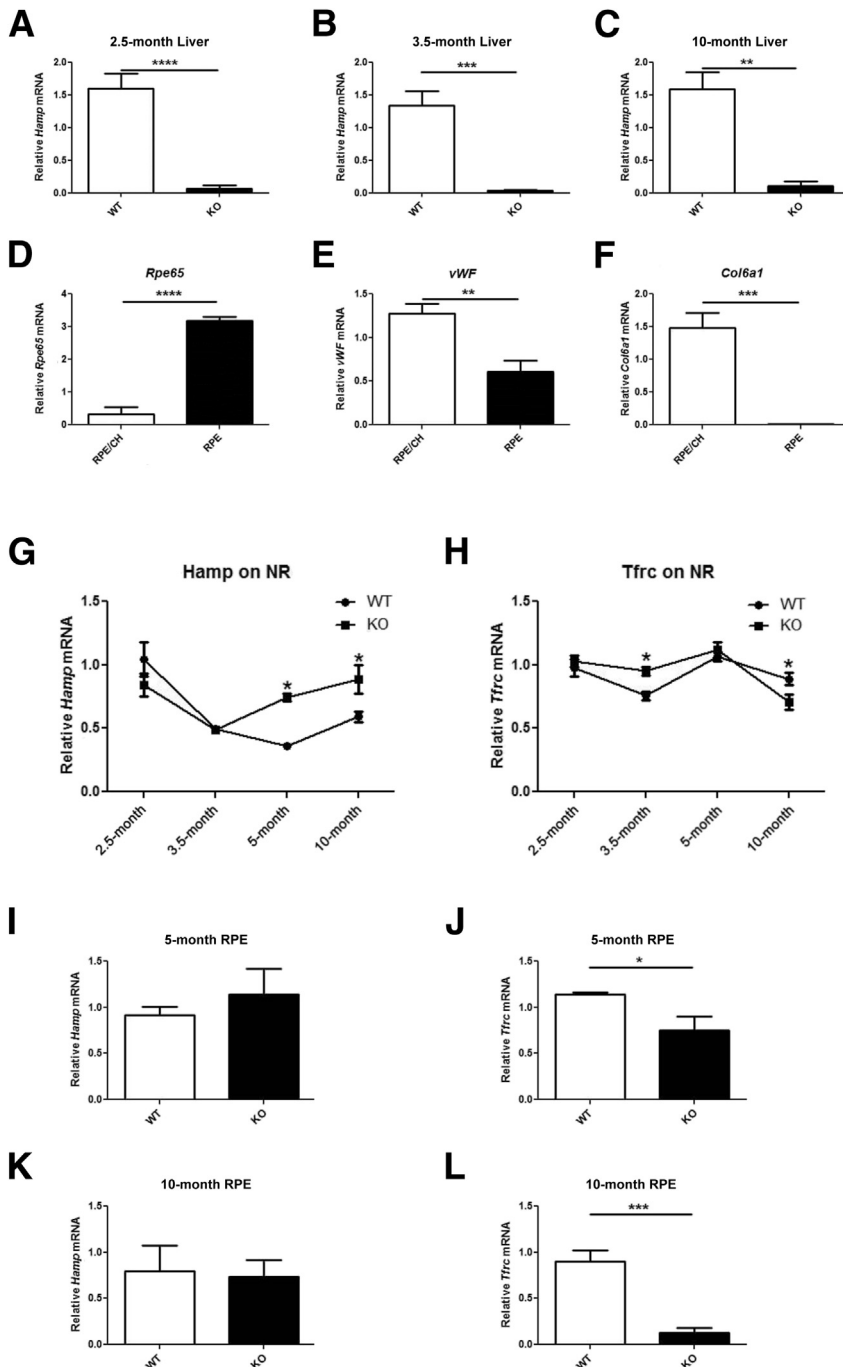 A
2.5-month Liver
****
Relative Hamp mRNA
2.0
1.5
1.0
0.5
0.0
WT
KO
B
3.5-month Liver
***
Relative Hamp mRNA
2.0
1.5
1.0
0.5
0.0
WT
KO
C
10-month Liver
**
Relative Hamp mRNA
2.0
1.5
1.0
0.5
0.0
WT
KO
D
Rpe65
****
Relative Rpe65 mRNA
4
3
2
1
0
RPE/CH
RPE
E
vWF
**
Relative vWF mRNA
1.5
1.0
0.5
0.0
RPE/CH
RPE
F
Col6a1
***
Relative Col6a1 mRNA
2.0
1.5
1.0
0.5
0.0
RPE/CH
RPE
G
Hamp on NR
WT
KO
*
*
Relative Hamp mRNA
1.5
1.0
0.5
0.0
2.5-month
3.5-month
5-month
10-month
H
Tfrc on NR
WT
KO
*
*
Relative Tfrc mRNA
1.5
1.0
0.5
0.0
2.5-month
3.5-month
5-month
10-month
I
5-month RPE
Relative Hamp mRNA
1.5
1.0
0.5
0.0
WT
KO
J
5-month RPE
*
Relative Tfrc mRNA
1.5
1.0
0.5
0.0
WT
KO
K
10-month RPE
Relative Hamp mRNA
1.5
1.0
0.5
0.0
WT
KO
L
10-month RPE
***
Relative Tfrc mRNA
1.5
1.0
0.5
0.0
WT
KO